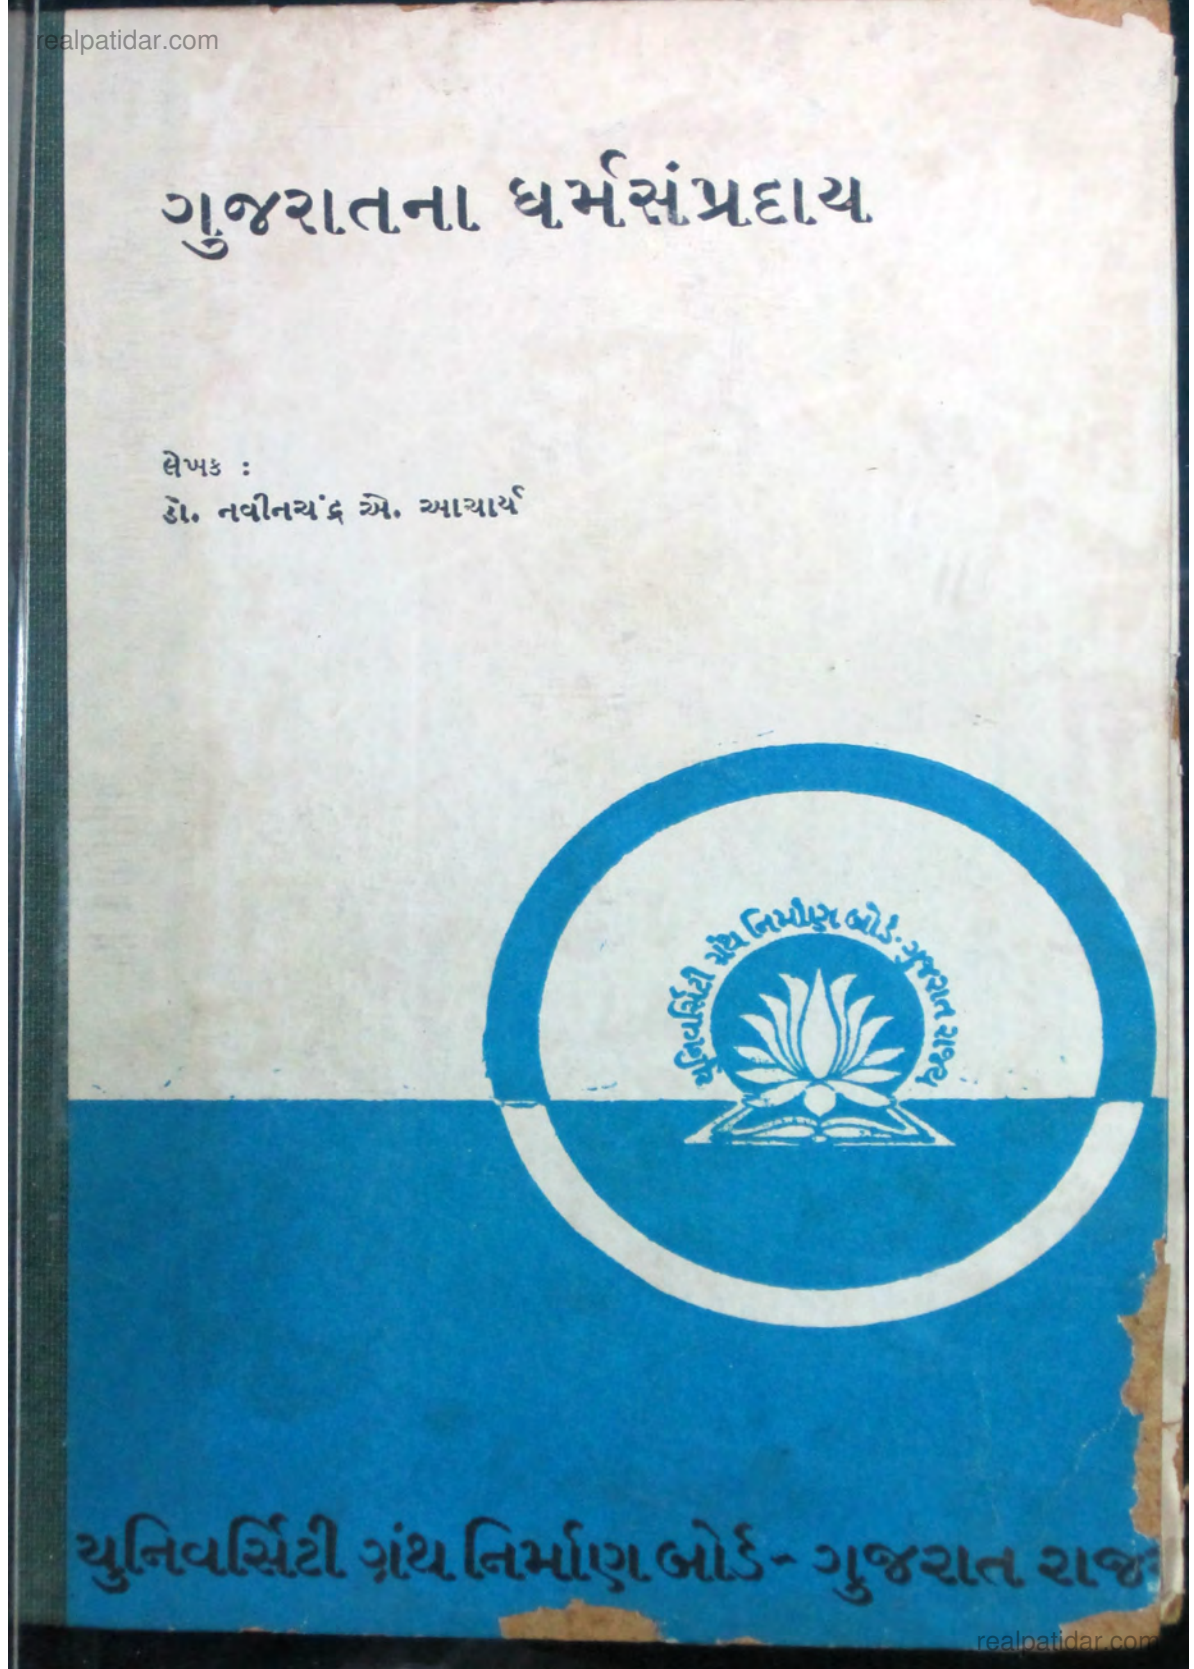 realpatidar.com
ગુજરાતના ધર્મસંપ્રદાય
લેખક :
ડૉ. નવીનચંદ્ર એ. આચાર્ય
યુનિવર્સિટી ગ્રંથ નિર્માણ બોર્ડ - ગુજરાત રાજ્ય
યુનિવર્સિટી ગ્રંથ નિર્માણ બોર્ડ - ગુજરાત
realpatidar.com